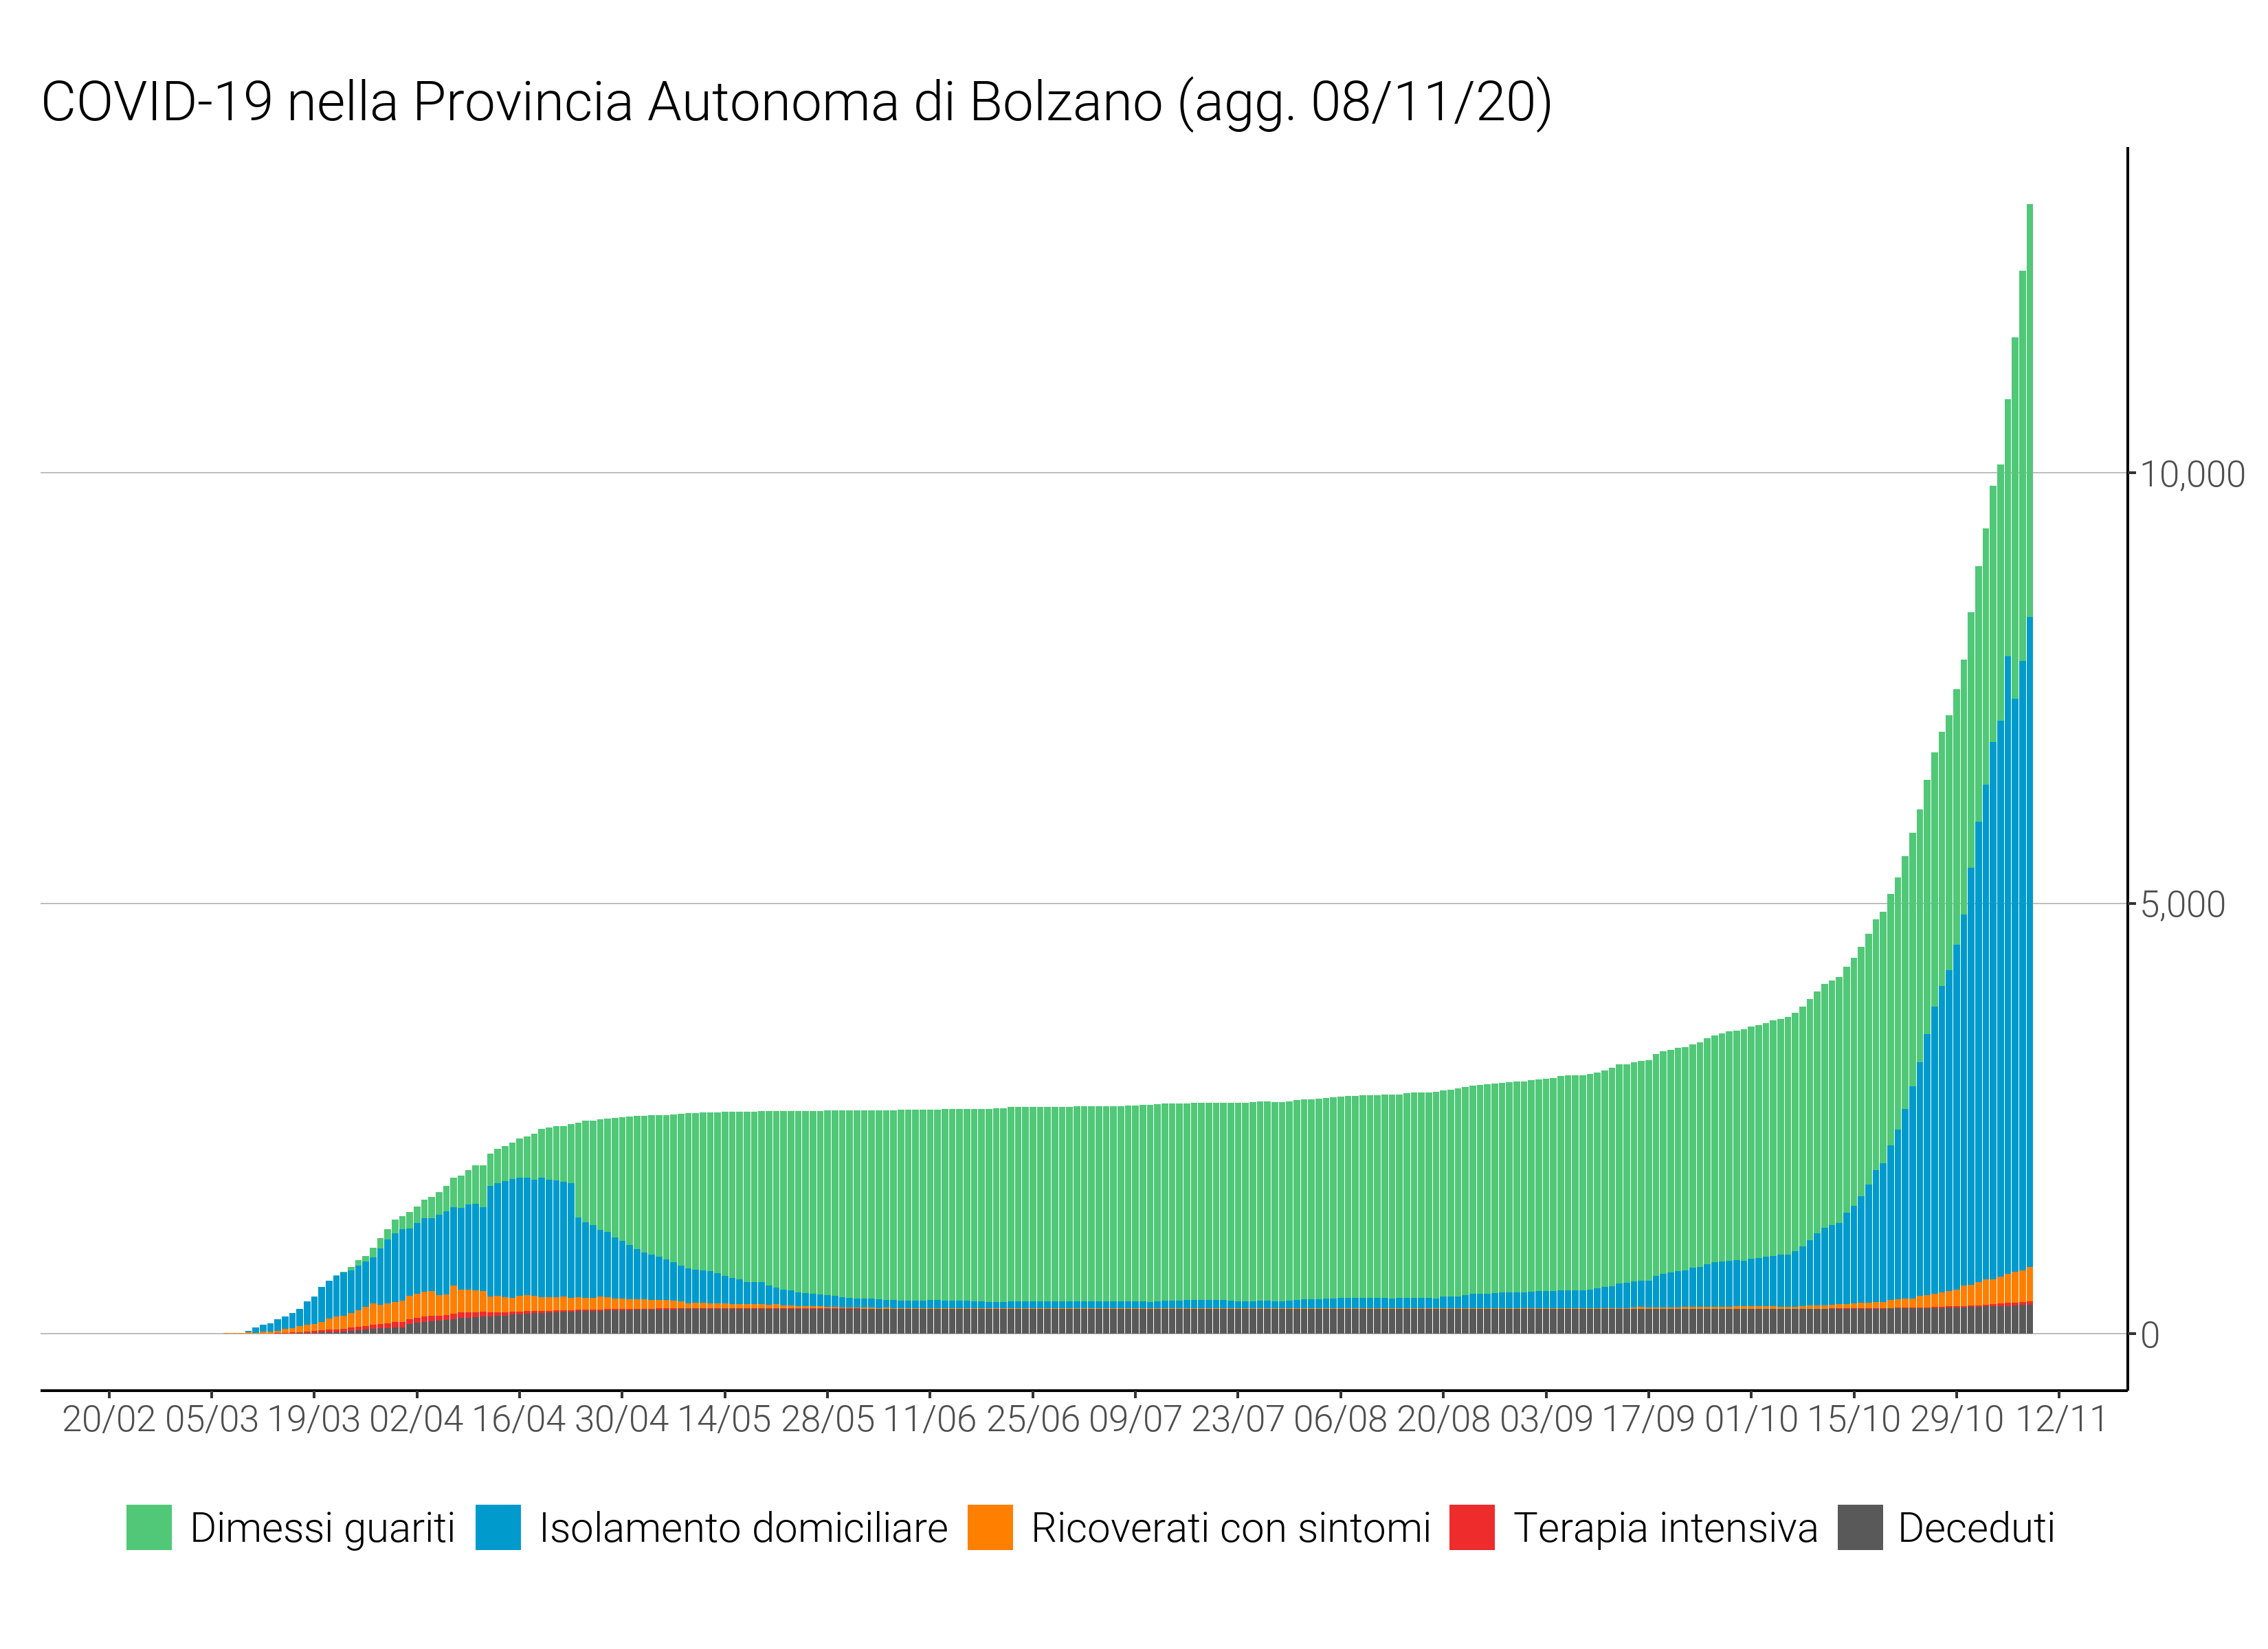 COVID-19 nella Provincia Autonoma di Bolzano (agg. 08/11/20)
10,000
5,000
0
20/02 05/03 19/03 02/04 16/04 30/04 14/05 28/05 11/06 25/06 09/07 23/07 06/08 20/08 03/09 17/09 01/10 15/10 29/10 12/11
Dimessi guariti Isolamento domiciliare Ricoverati con sintomi Terapia intensiva Deceduti